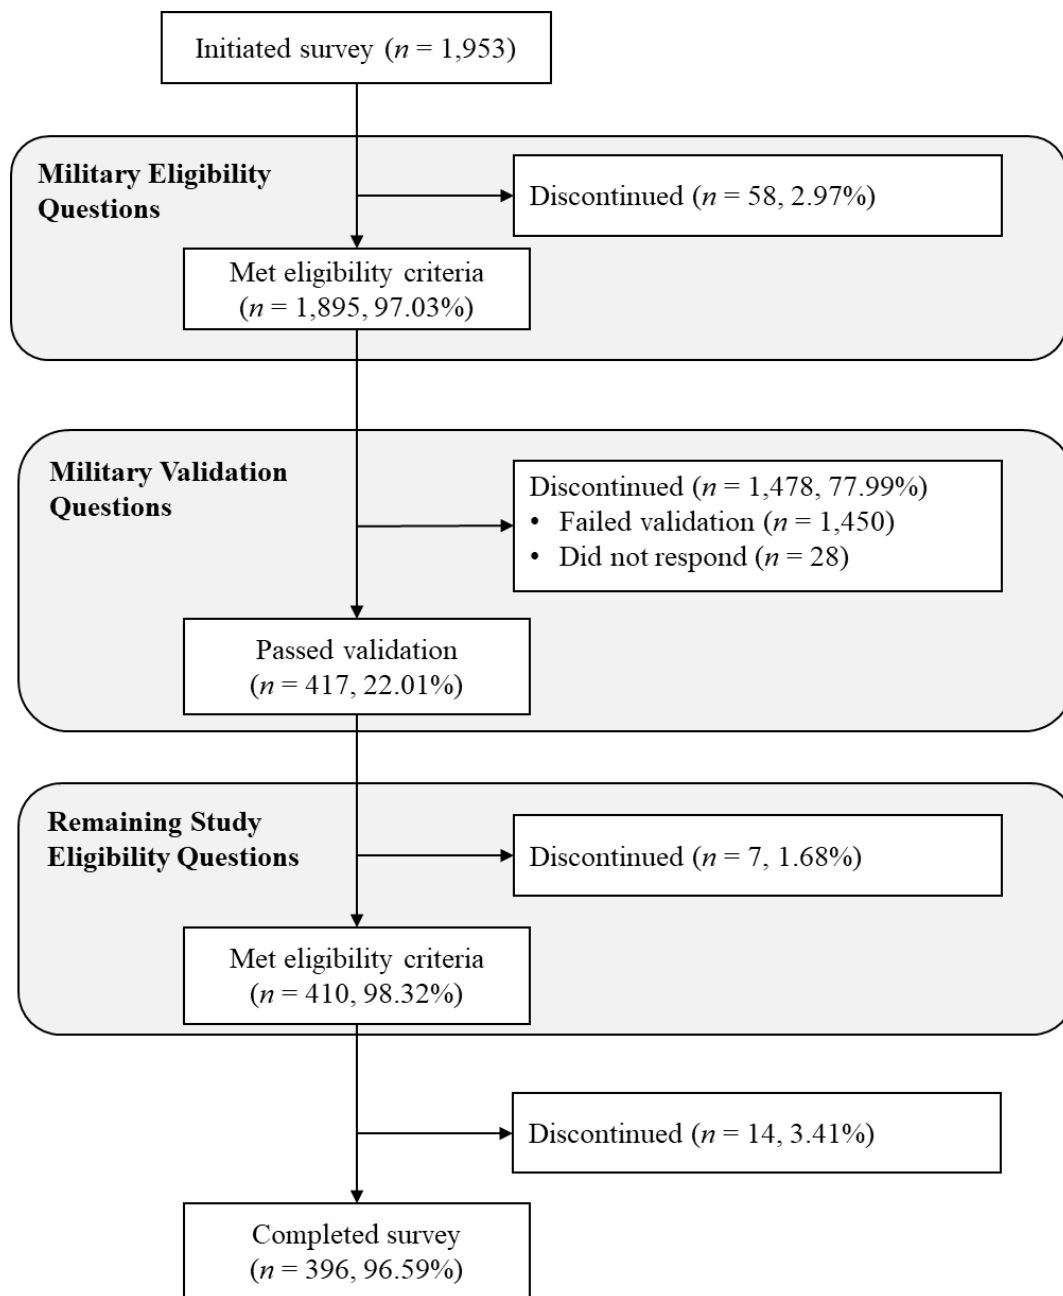 Initiated survey (n = 1,953)
Military Eligibility
Questions
Discontinued (n = 58, 2.97%)
Met eligibility criteria
(n = 1,895, 97.03%)
Military Validation
Questions
Discontinued (n = 1,478, 77.99%)
• Failed validation (n = 1,450)
• Did not respond (n = 28)
Passed validation
(n = 417, 22.01%)
Remaining Study
Eligibility Questions
Discontinued (n = 7, 1.68%)
Met eligibility criteria
(n = 410, 98.32%)
Discontinued (n = 14, 3.41%)
Completed survey
(n = 396, 96.59%)